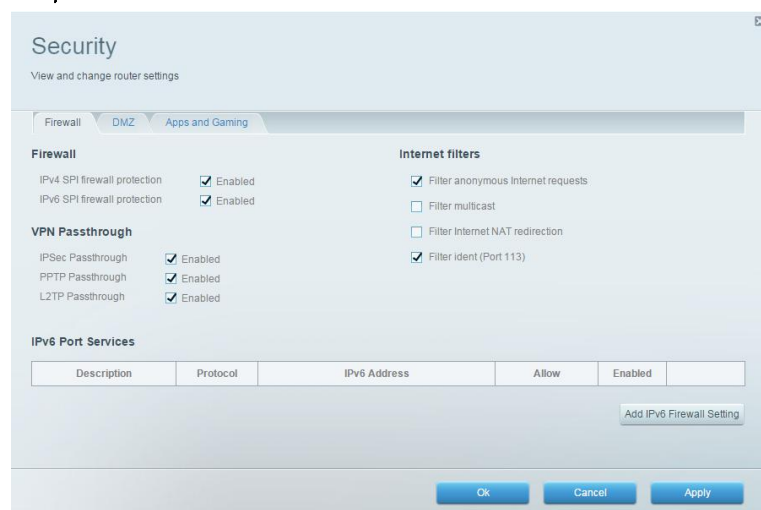 Security
View and change router settings
Firewall DMZ Apps and Gaming
Firewall
IPv4 SPI firewall protection Enabled
IPv6 SPI firewall protection Enabled
VPN Passthrough
IPSec Passthrough Enabled
PPTP Passthrough Enabled
L2TP Passthrough Enabled
Internet filters
Filter anonymous Internet requests
Filter multicast
Filter Internet NAT redirection
Filter ident (Port 113)
IPv6 Port Services
Description Protocol IPv6 Address Allow Enabled
Add IPv6 Firewall Setting
Ok Cancel Apply